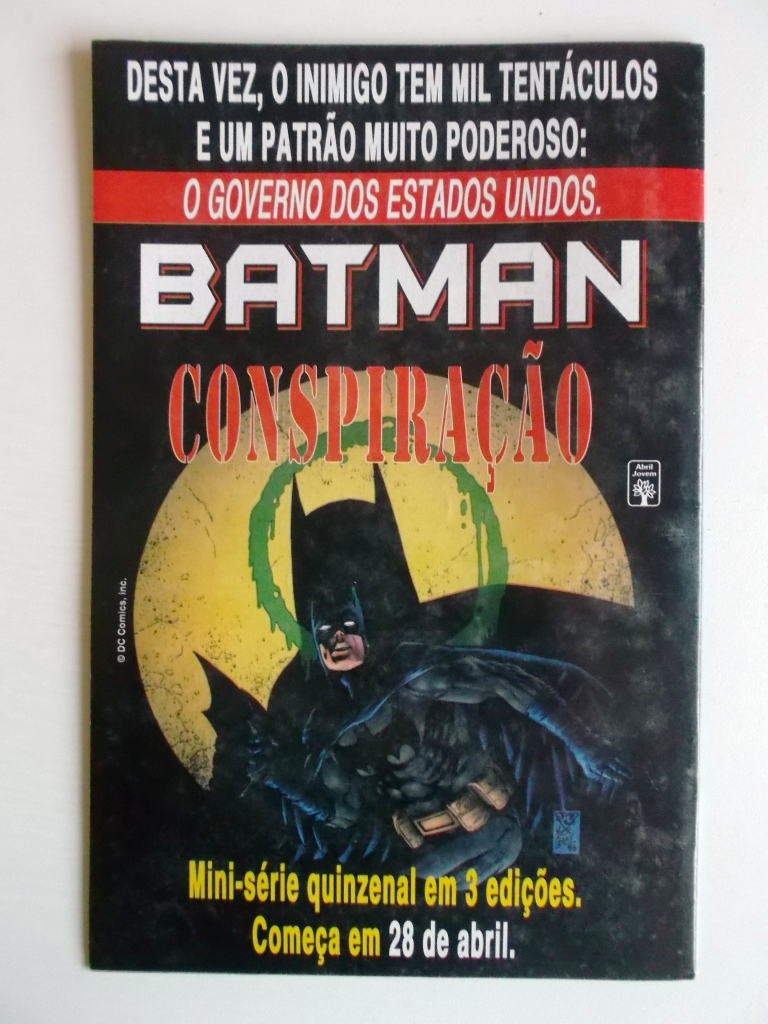 DESTA VEZ, O INIMIGO TEM MIL TENTÁCULOS
E UM PATRÃO MUITO PODEROSO:
O GOVERNO DOS ESTADOS UNIDOS.
BATMAN
CONSPIRAÇÃO
Abril
Jovem
© DC Comics, Inc.
Mini-série quinzenal em 3 edições.
Começa em 28 de abril.